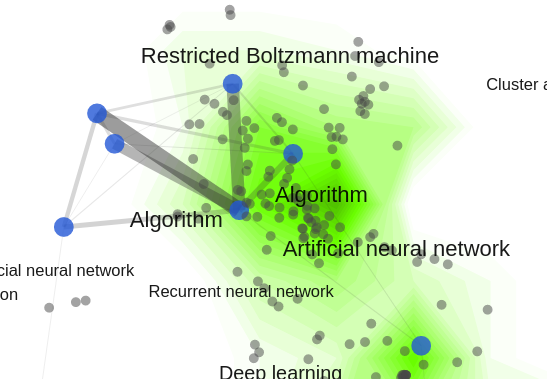 Restricted Boltzmann machine
Cluster a
Algorithm
Algorithm
Artificial neural network
cial neural network
Recurrent neural network
on
Deep learning